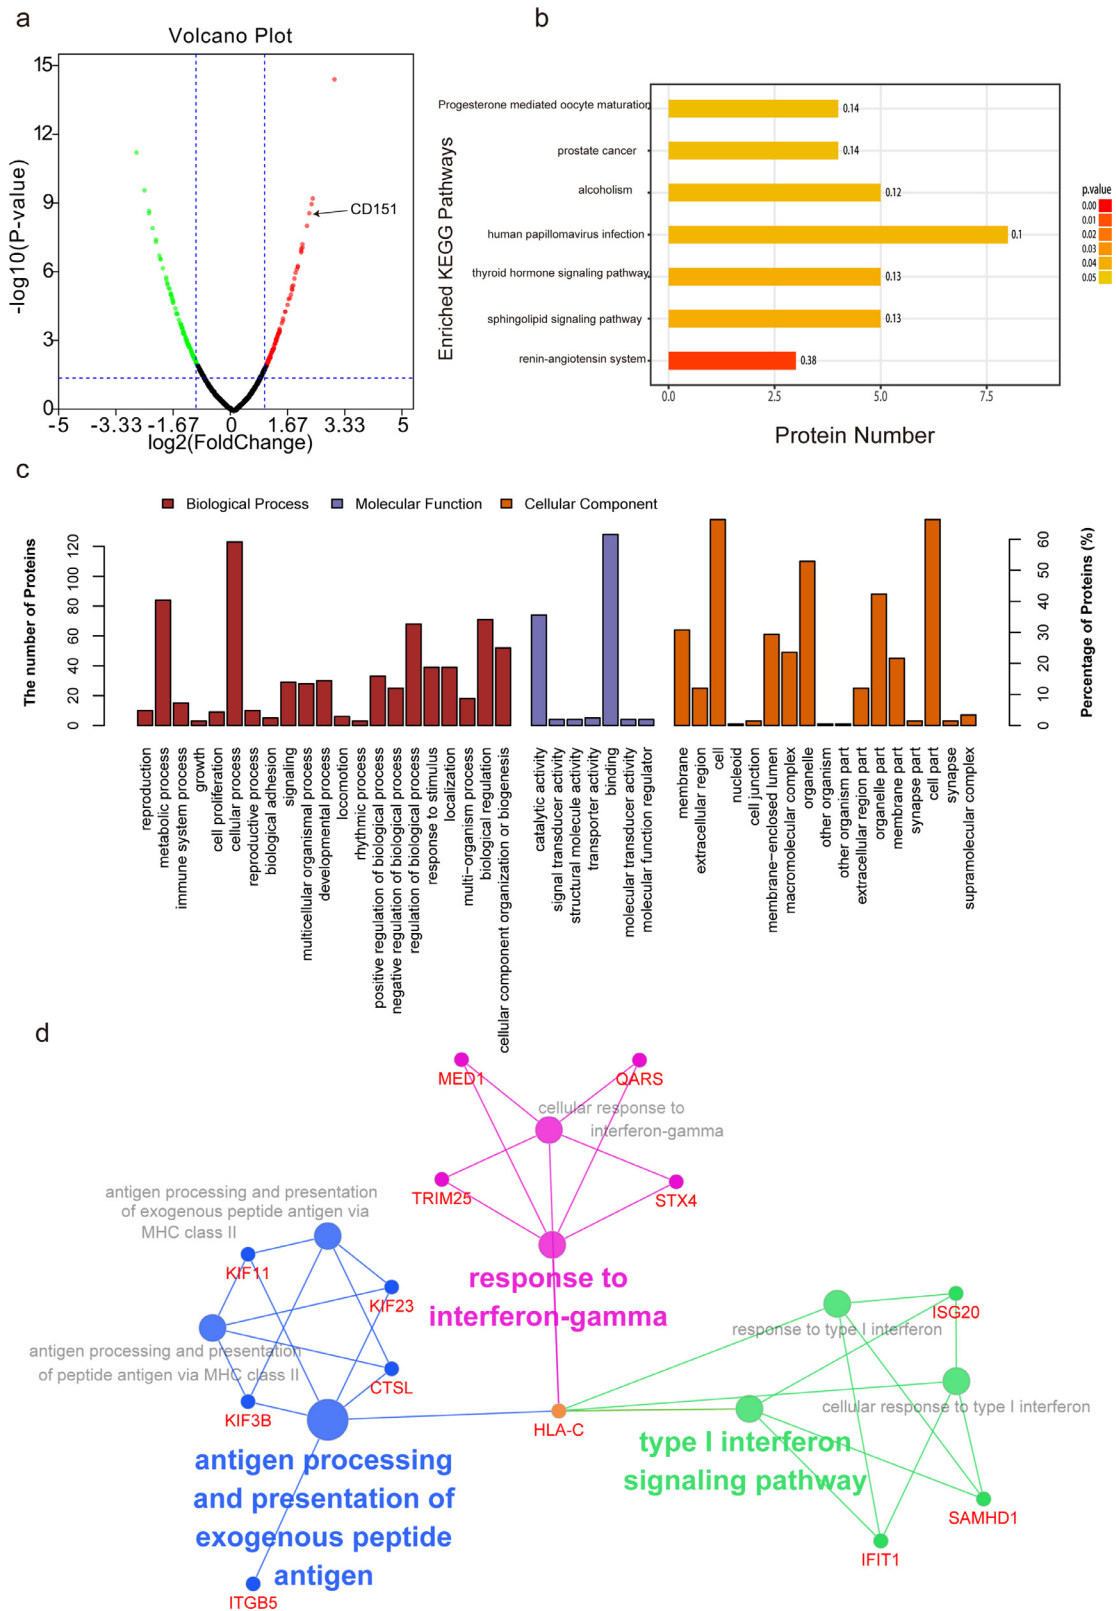 a
Volcano Plot
-log10(P-value)
15
12
9
6
3
0
CD151
-5
-3.33
-1.67
0
1.67
3.33
5
log2(FoldChange)
b
Enriched KEGG Pathways
Progesterone mediated oocyte maturation
0.14
prostate cancer
0.14
alcoholism
0.12
human papillomavirus infection
0.1
thyroid hormone signaling pathway
0.13
sphingolipid signaling pathway
0.13
renin-angiotensin system
0.38
0.0
2.5
5.0
7.5
Protein Number
p.value
0.00
0.01
0.02
0.03
0.04
0.05
c
Biological Process
Molecular Function
Cellular Component
The number of Proteins
120
100
80
60
40
20
0
Percentage of Proteins (%)
60
50
40
30
20
10
0
reproduction
metabolic process
immune system process
growth
cell proliferation
cellular process
reproductive process
biological adhesion
signaling
multicellular organismal process
developmental process
locomotion
rhythmic process
positive regulation of biological process
negative regulation of biological process
regulation of biological process
response to stimulus
localization
multi−organism process
biological regulation
cellular component organization or biogenesis
catalytic activity
signal transducer activity
structural molecule activity
transporter activity
binding
molecular transducer activity
molecular function regulator
membrane
extracellular region
cell
nucleoid
cell junction
membrane−enclosed lumen
macromolecular complex
organelle
other organism
other organism part
extracellular region part
organelle part
membrane part
synapse part
cell part
synapse
supramolecular complex
d
MED1
QARS
cellular response to
interferon-gamma
TRIM25
STX4
response to
interferon-gamma
antigen processing and presentation
of exogenous peptide antigen via
MHC class II
KIF11
KIF23
antigen processing and presentation
of peptide antigen via MHC class II
CTSL
KIF3B
HLA-C
antigen processing
and presentation of
exogenous peptide
antigen
ITGB5
ISG20
response to type I interferon
cellular response to type I interferon
type I interferon
signaling pathway
SAMHD1
IFIT1